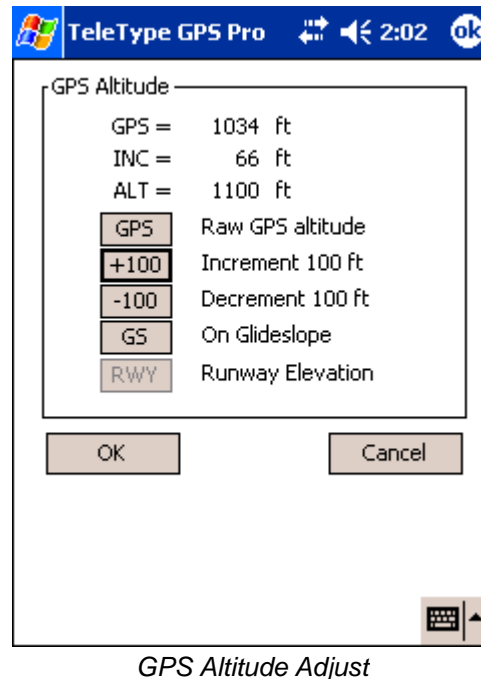 TeleType GPS Pro 2:02 ok
GPS Altitude
GPS = 1034 ft
INC = 66 ft
ALT = 1100 ft
GPS Raw GPS altitude
+100 Increment 100 ft
-100 Decrement 100 ft
GS On Glideslope
RWY Runway Elevation
OK Cancel
GPS Altitude Adjust